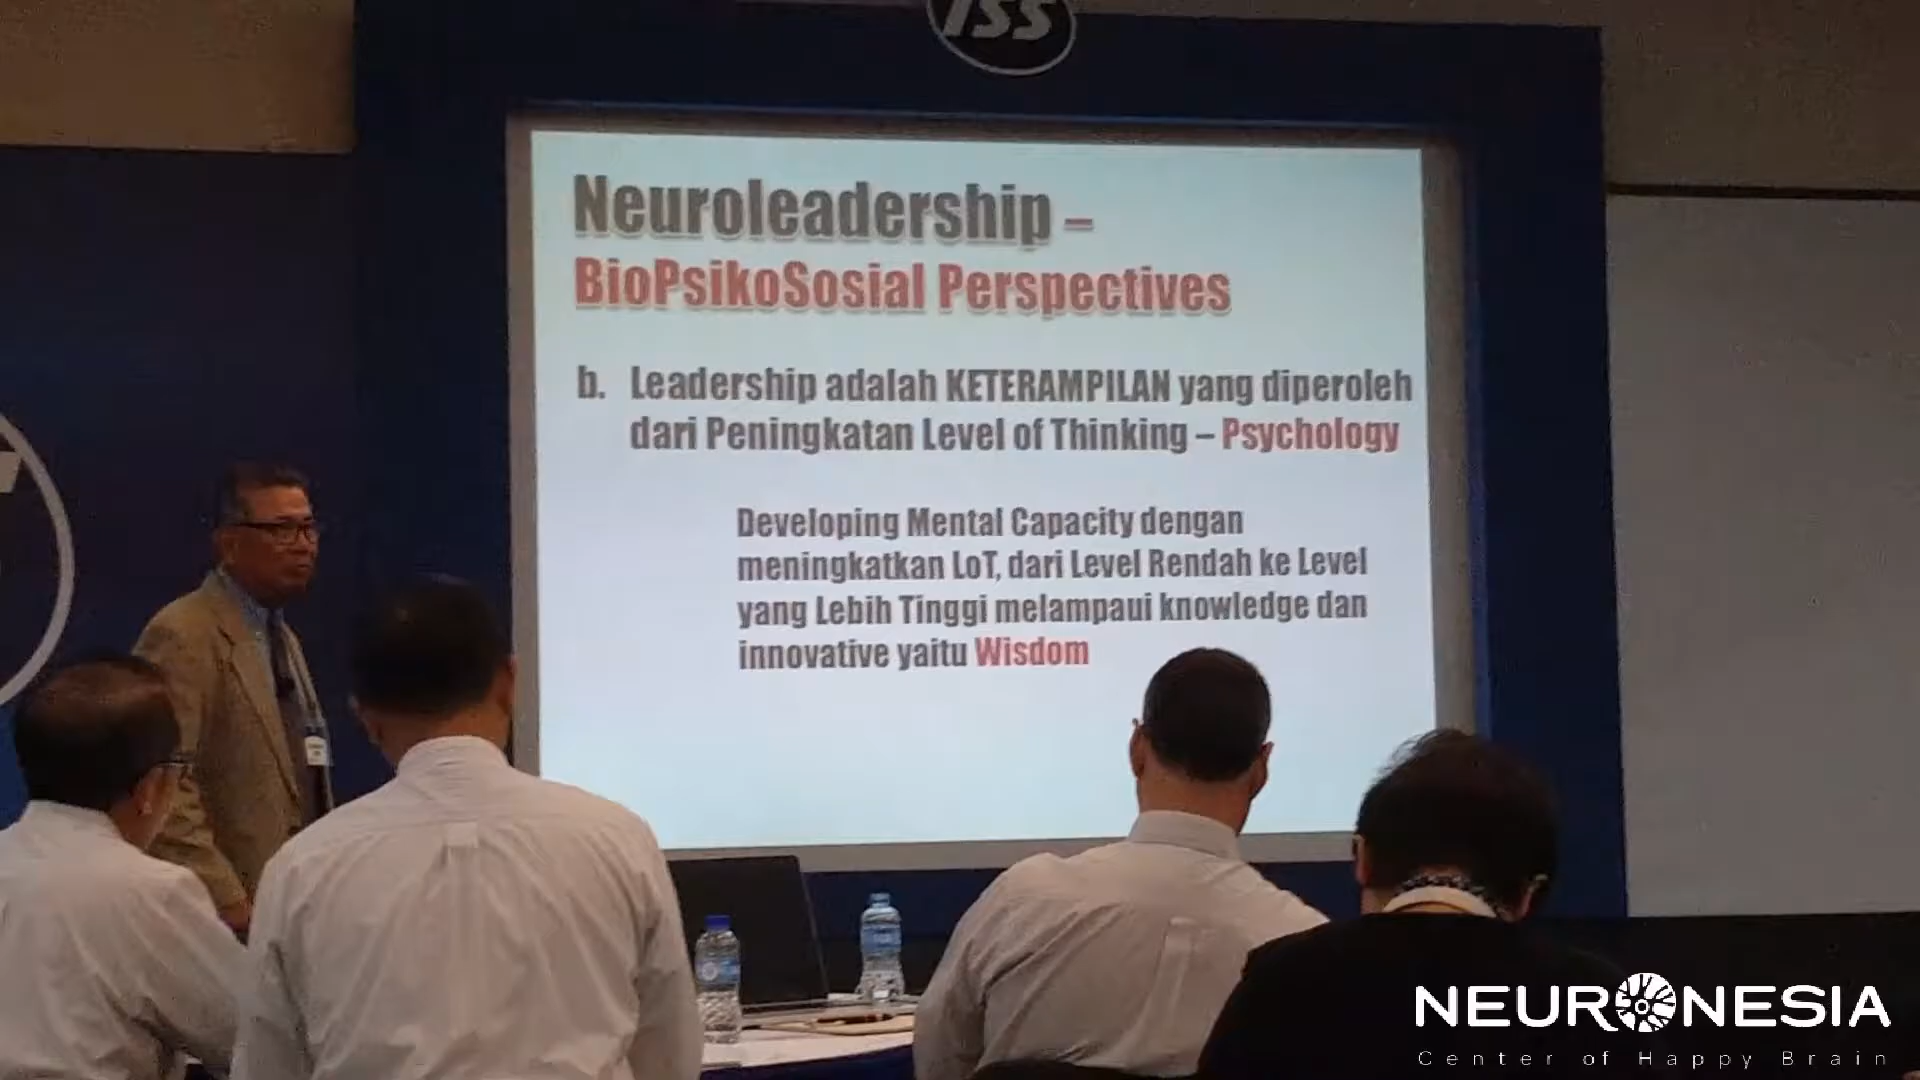 ISS
Neuroleadership –
BioPsikoSosial Perspectives
b. Leadership adalah KETERAMPILAN yang diperoleh
dari Peningkatan Level of Thinking – Psychology
Developing Mental Capacity dengan
meningkatkan LoT, dari Level Rendah ke Level
yang Lebih Tinggi melampaui knowledge dan
innovative yaitu Wisdom
NEURONESIA
Center of Happy Brain